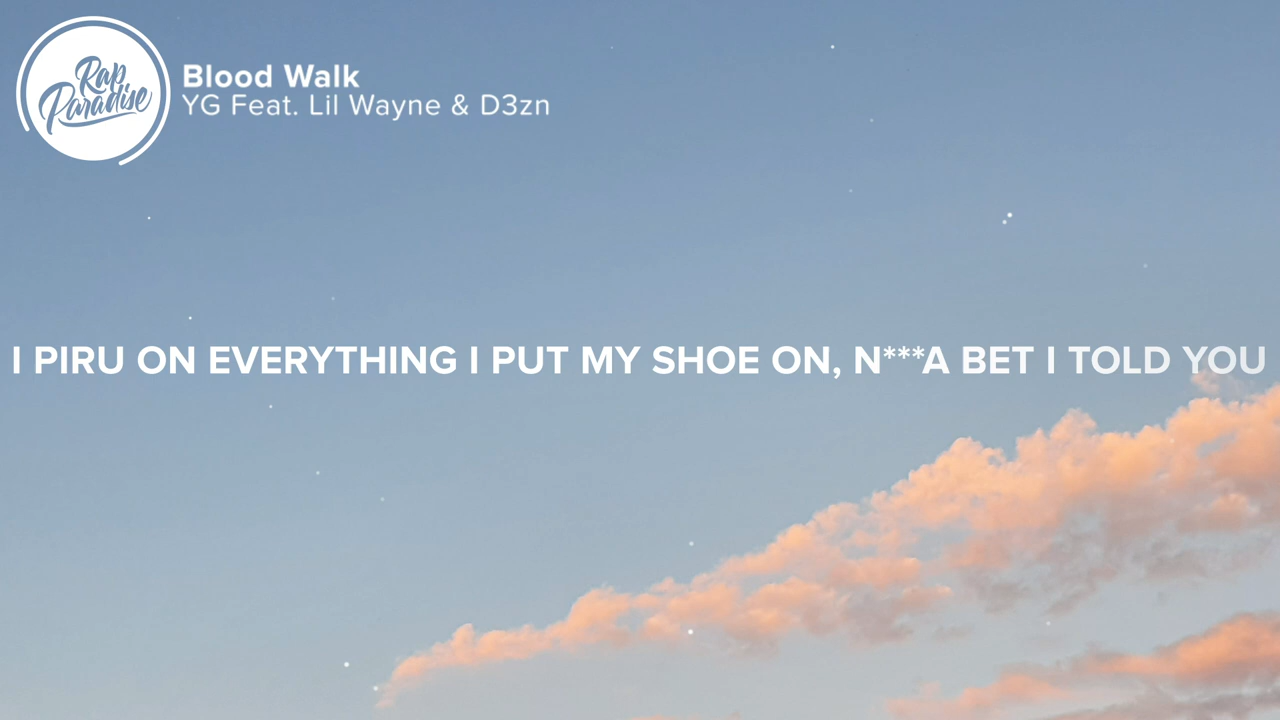 Rap
Paradise
Blood Walk
YG Feat. Lil Wayne & D3zn
I PIRU ON EVERYTHING I PUT MY SHOE ON, N***A BET I TOLD YOU